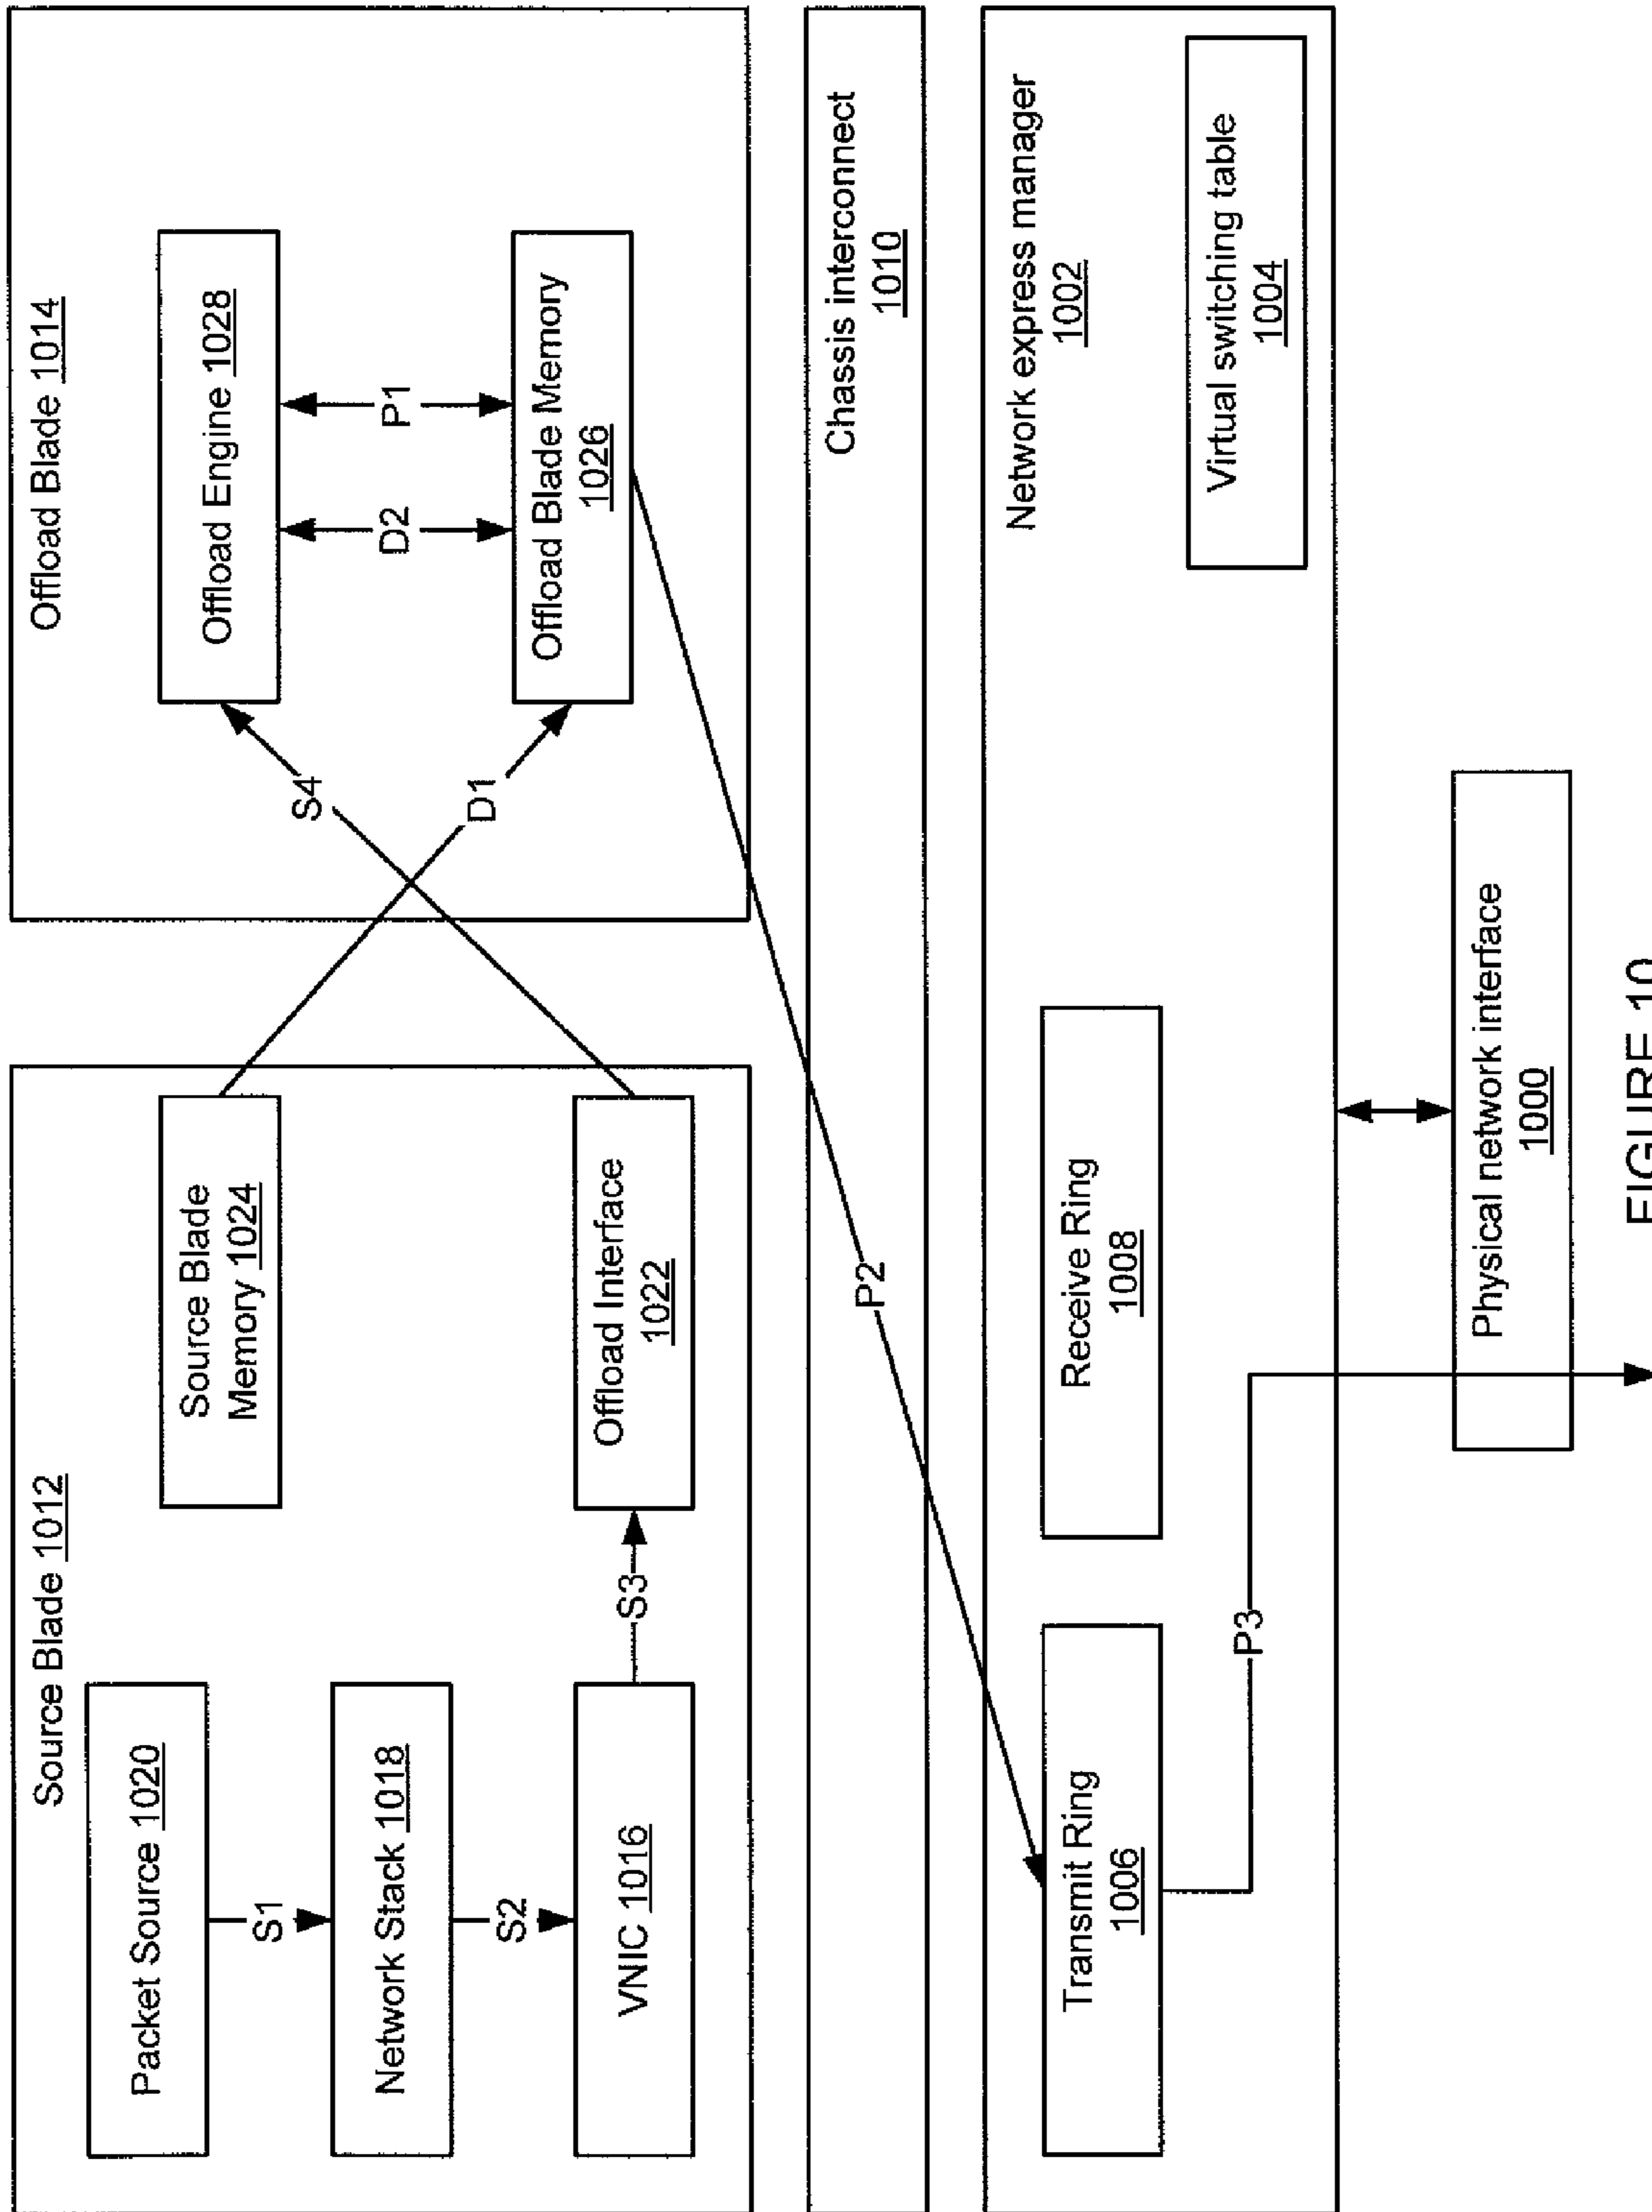 Source Blade 1012
Packet Source 1020
S1
Network Stack 1018
S2
VNIC 1016
S3
Source Blade
Memory 1024
Offload Interface
1022
S4
D1
Offload Blade 1014
Offload Engine 1028
D2
P1
Offload Blade Memory
1026
Chassis interconnect
1010
P2
Network express manager
1002
Transmit Ring
1006
Receive Ring
1008
Virtual switching table
1004
P3
Physical network interface
1000
FIGURE 10